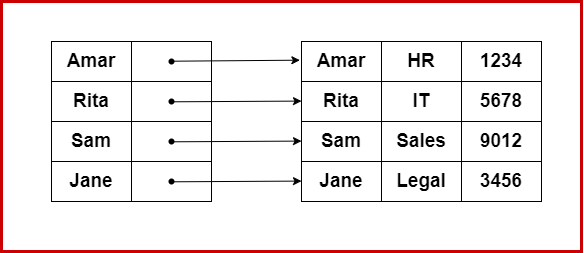 Amar Amar HR 1234
Rita Rita IT 5678
Sam Sam Sales 9012
Jane Jane Legal 3456